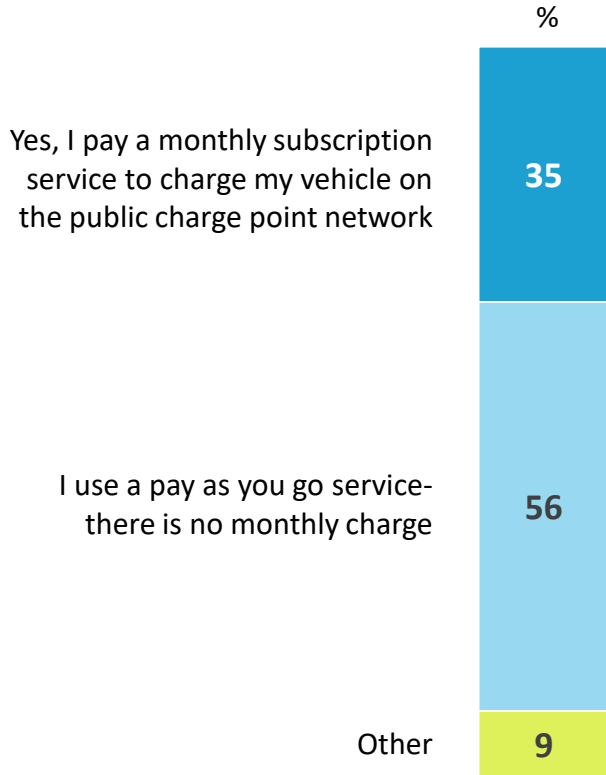 %
Yes, I pay a monthly subscription
service to charge my vehicle on
the public charge point network
35
I use a pay as you go service-
there is no monthly charge
56
Other
9